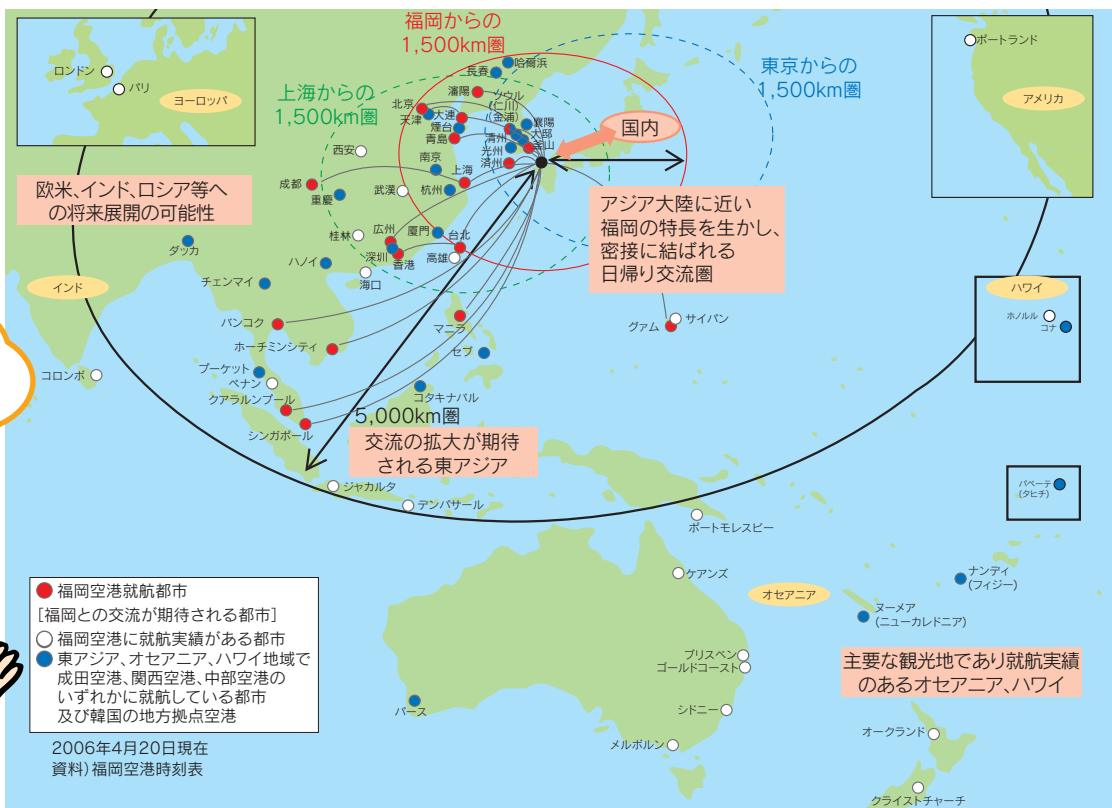 福岡からの
1,500km圏
東京からの
1,500km圏
上海からの
1,500km圏
ロンドン
パリ
ヨーロッパ
ポートランド
アメリカ
哈爾浜
長春
瀋陽
ソウル
(仁川)
(金浦)
襄陽
北京
天津
大連
煙台
青島
清州
大邱
釜山
光州
済州
国内
西安
南京
上海
成都
重慶
武漢
杭州
桂林
広州
厦門
台北
深圳
香港
高雄
海口
欧米、インド、ロシア等へ
の将来展開の可能性
アジア大陸に近い
福岡の特長を生かし、
密接に結ばれる
日帰り交流圏
ダッカ
ハノイ
インド
チェンマイ
バンコク
マニラ
グァム
サイパン
ハワイ
ホノルル
コナ
ホーチミンシティ
セブ
プーケット
ペナン
コロンボ
コタキナバル
クアラルンプール
シンガポール
5,000km圏
交流の拡大が期待
される東アジア
ジャカルタ
デンパサール
ポートモレスビー
パペーテ
(タヒチ)
ケアンズ
オセアニア
ナンディ
(フィジー)
ヌーメア
(ニューカレドニア)
ブリスベン
ゴールドコースト
主要な観光地であり就航実績
のあるオセアニア、ハワイ
パース
シドニー
メルボルン
オークランド
クライストチャーチ
福岡空港就航都市
[福岡との交流が期待される都市]
福岡空港に就航実績がある都市
東アジア、オセアニア、ハワイ地域で
成田空港、関西空港、中部空港の
いずれかに就航している都市
及び韓国の地方拠点空港
2006年4月20日現在
資料)福岡空港時刻表